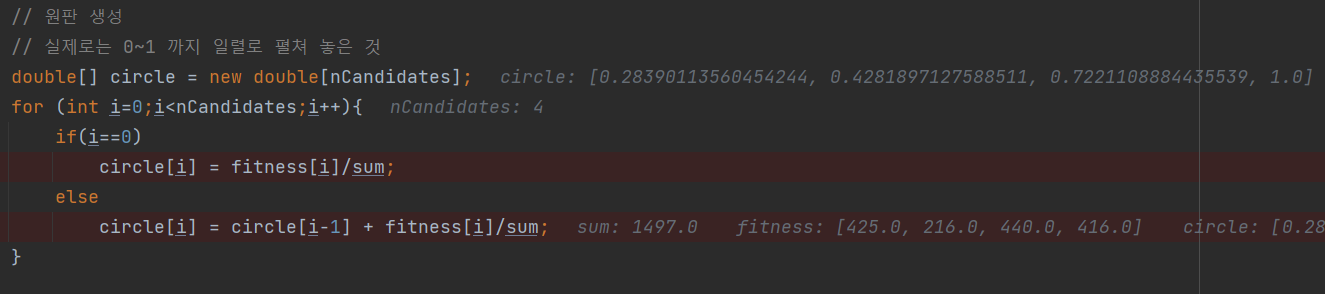 // 원판 생성
// 실제로는 0~1 까지 일렬로 펼쳐 놓은 것
double[] circle = new double[nCandidates];   circle: [0.28390113560454244, 0.4281897127588511, 0.7221108884435539, 1.0]
for (int i=0;i<nCandidates;i++){   nCandidates: 4
    if(i==0)
        circle[i] = fitness[i]/sum;
    else
        circle[i] = circle[i-1] + fitness[i]/sum;   sum: 1497.0   fitness: [425.0, 216.0, 440.0, 416.0]   circle: [0.28
}